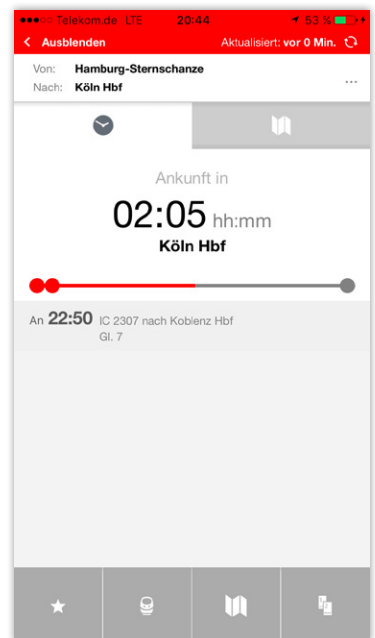 Telekom.de LTE 20:44 53 %
Ausblenden Aktualisiert: vor 0 Min.
Von: Hamburg-Sternschanze
Nach: Köln Hbf
...
Ankunft in
02:05 hh:mm
Köln Hbf
An 22:50 IC 2307 nach Koblenz Hbf
Gl. 7